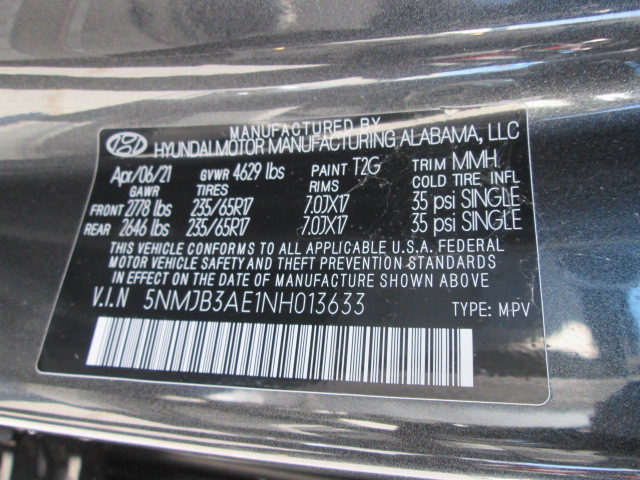 MANUFACTURED BY
HYUNDAI MOTOR MANUFACTURING ALABAMA, LLC
Apr/06/21 GVWR 4629 lbs PAINT T2G TRIM MMH
GAWR TIRES RIMS COLD TIRE INFL
FRONT 2778 lbs 235/65R17 7.0JX17 35 psi SINGLE
REAR 2646 lbs 235/65R17 7.0JX17 35 psi SINGLE
THIS VEHICLE CONFORMS TO ALL APPLICABLE U.S.A. FEDERAL
MOTOR VEHICLE SAFETY AND THEFT PREVENTION STANDARDS
IN EFFECT ON THE DATE OF MANUFACTURE SHOWN ABOVE.
V.I.N 5NMJB3AE1NH013633 TYPE: MPV